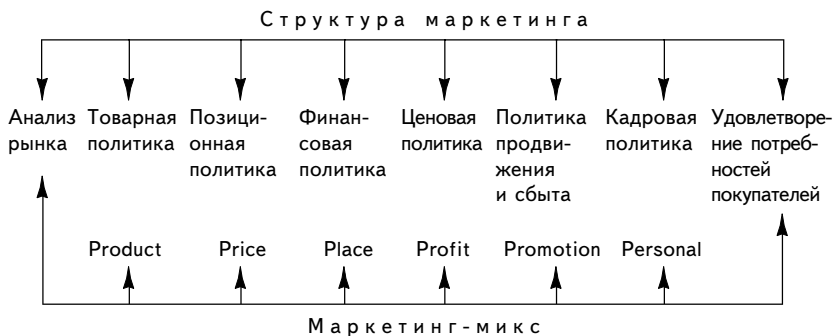 Структура маркетинга
Анализ рынка
Товарная политика
Позици-
онная
политика
Финан-
совая
политика
Ценовая
политика
Политика
продви-
жения
и сбыта
Кадровая
политика
Удовлетворе-
ние потреб-
ностей
покупателей
Product Price Place Profit Promotion Personal
Маркетинг-микс